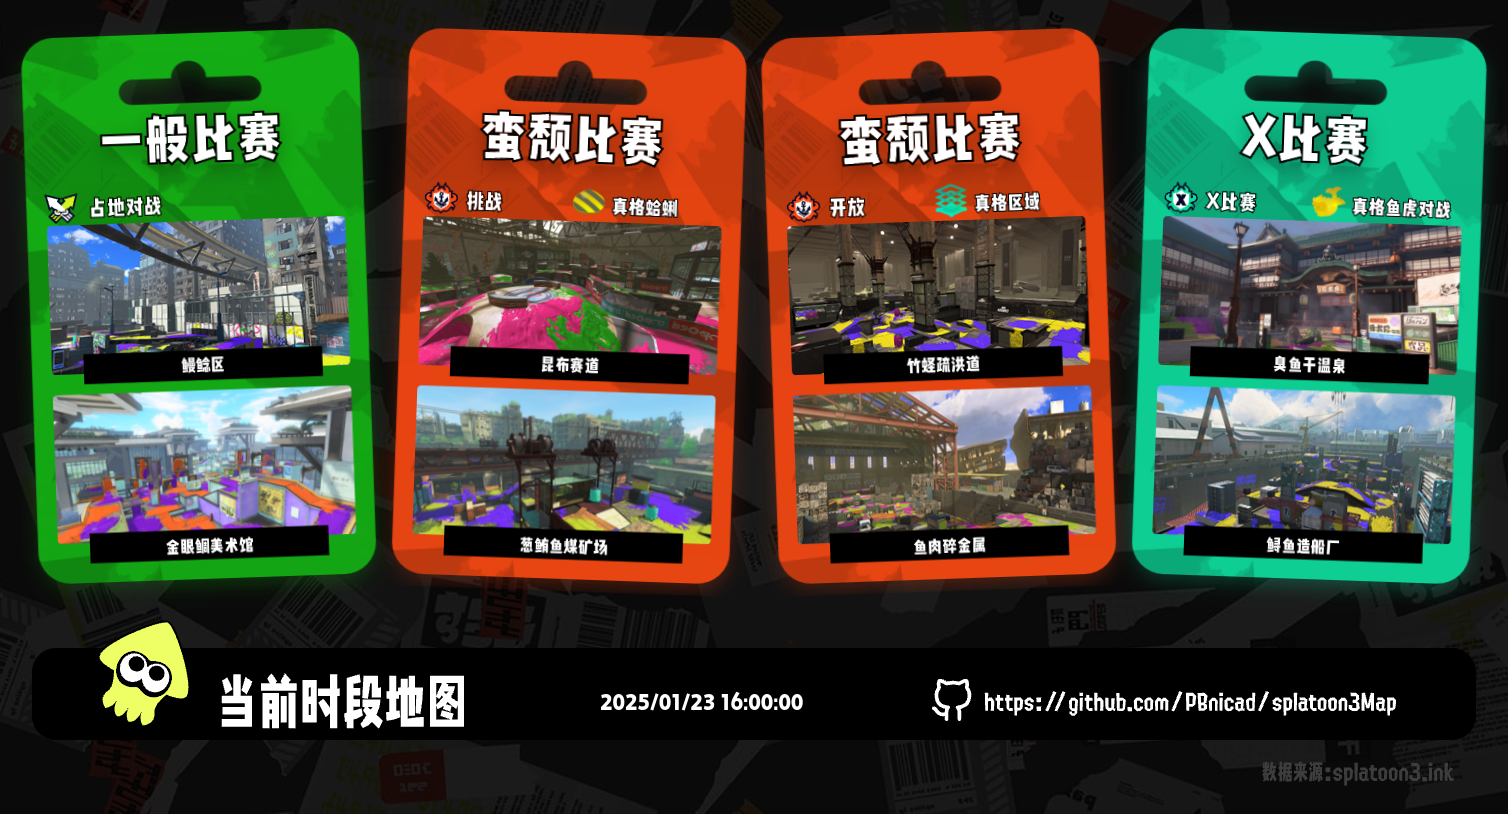 一般比赛
占地对战
鳗鲶区
金眼鲷美术馆
蛮颓比赛
挑战
真格蛤蜊
昆布赛道
葱鲔鱼煤矿场
蛮颓比赛
开放
真格区域
竹蛏疏洪道
鱼肉碎金属
X比赛
X比赛
真格鱼虎对战
臭鱼干温泉
鲟鱼造船厂
当前时段地图
2025/01/23 16:00:00
https://github.com/PBnicad/splatoon3Map
数据来源:splatoon3.ink